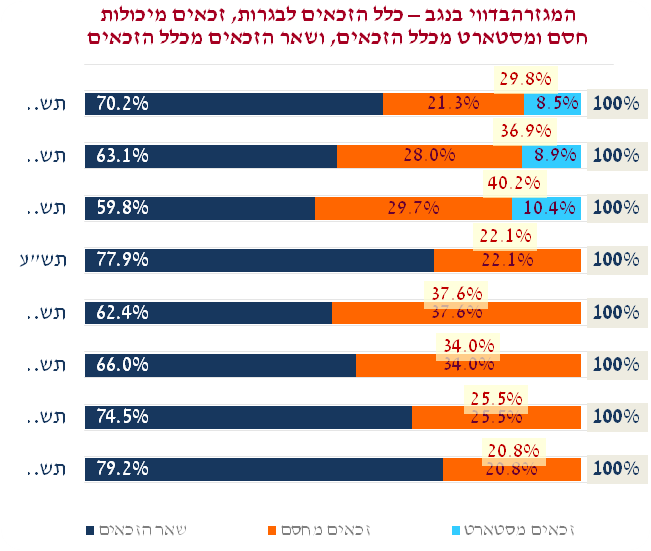 המגזרהבדווי בנגב – כלל הזכאים לבגרות, זכאים מיכולות
חסם ומסטארט מכלל הזכאים, ושאר הזכאים מכלל הזכאים
29.8%
תש.. 70.2% 21.3% 8.5% 100%
36.9%
תש.. 63.1% 28.0% 8.9% 100%
40.2%
תש.. 59.8% 29.7% 10.4% 100%
22.1%
תש״ע 77.9% 22.1% 100%
37.6%
תש.. 62.4% 37.6% 100%
34.0%
תש.. 66.0% 34.0% 100%
25.5%
תש.. 74.5% 25.5% 100%
20.8%
תש.. 79.2% 20.8% 100%
שאר הזכאים זכאים מחסם זכאים מסטארט